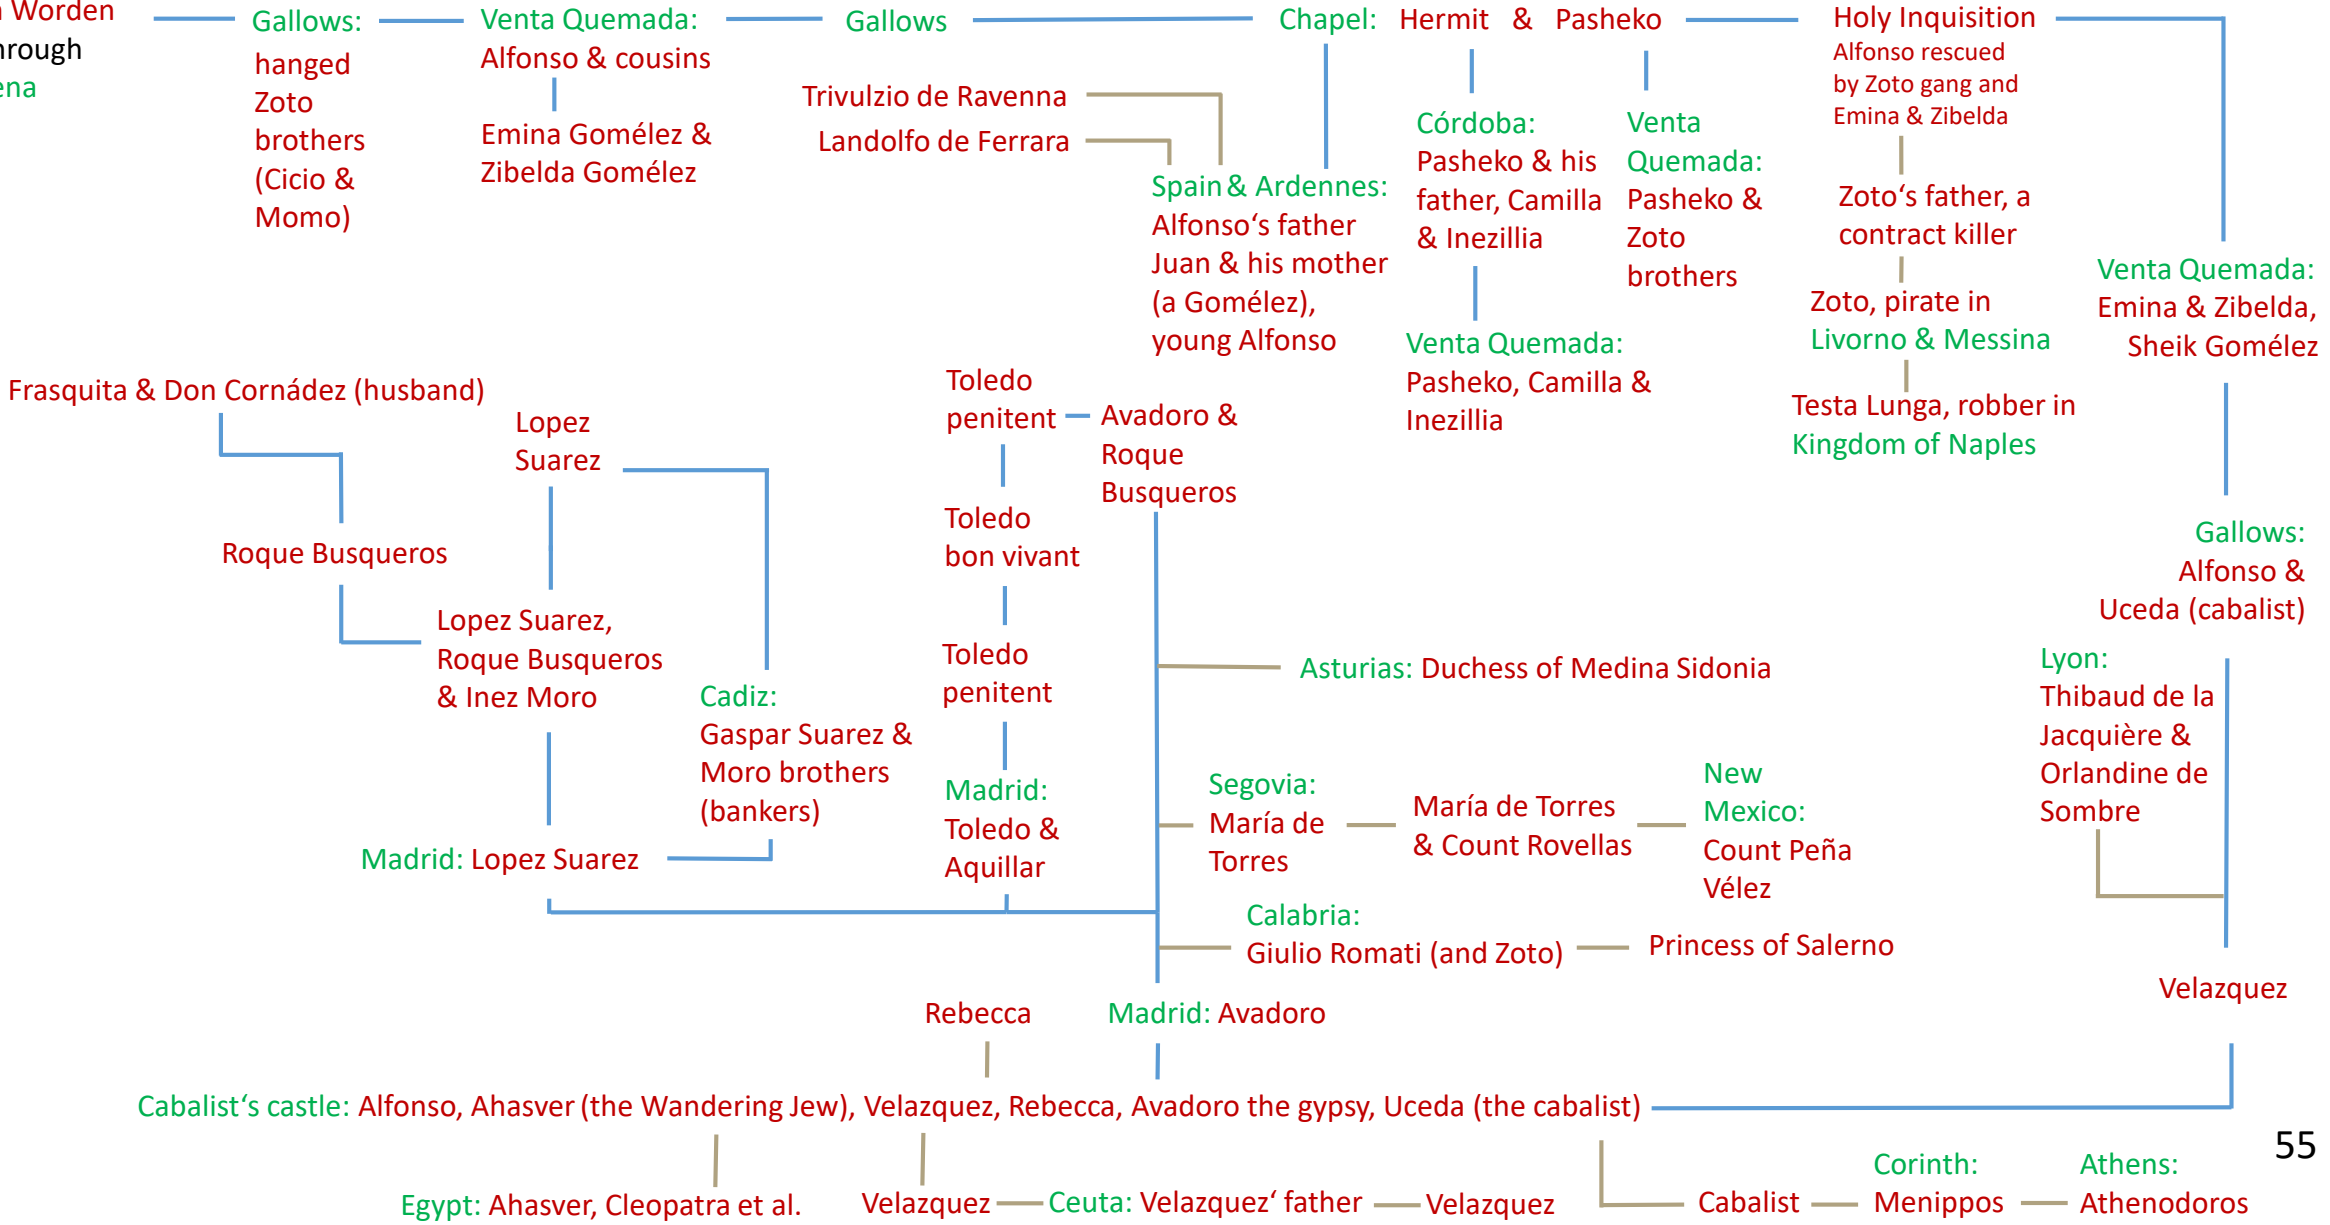 Worden
hrough
ena
Gallows:
hanged
Zoto
brothers
(Cicio &
Momo)
Venta Quemada:
Alfonso & cousins
Emina Gomélez &
Zibelda Gomélez
Gallows
Trivulzio de Ravenna
Landolfo de Ferrara
Chapel: Hermit & Pasheko
Spain & Ardennes:
Alfonso‘s father
Juan & his mother
(a Gomélez),
young Alfonso
Córdoba:
Pasheko & his
father, Camilla
& Inezillia
Venta Quemada:
Pasheko, Camilla &
Inezillia
Venta
Quemada:
Pasheko &
Zoto
brothers
Holy Inquisition
Alfonso rescued
by Zoto gang and
Emina & Zibelda
Zoto‘s father, a
contract killer
Zoto, pirate in
Livorno & Messina
Testa Lunga, robber in
Kingdom of Naples
Venta Quemada:
Emina & Zibelda,
Sheik Gomélez
Gallows:
Alfonso &
Uceda (cabalist)
Lyon:
Thibaud de la
Jacquière &
Orlandine de
Sombre
Velazquez
Frasquita & Don Cornádez (husband)
Roque Busqueros
Lopez
Suarez
Lopez Suarez,
Roque Busqueros
& Inez Moro
Cadiz:
Gaspar Suarez &
Moro brothers
(bankers)
Madrid: Lopez Suarez
Toledo
penitent
Toledo
bon vivant
Toledo
penitent
Madrid:
Toledo &
Aquillar
Avadoro &
Roque
Busqueros
Asturias: Duchess of Medina Sidonia
Segovia:
María de
Torres
María de Torres
& Count Rovellas
New
Mexico:
Count Peña
Vélez
Calabria:
Giulio Romati (and Zoto)
Princess of Salerno
Rebecca
Madrid: Avadoro
Cabalist‘s castle: Alfonso, Ahasver (the Wandering Jew), Velazquez, Rebecca, Avadoro the gypsy, Uceda (the cabalist)
Egypt: Ahasver, Cleopatra et al.
Velazquez
Ceuta: Velazquez‘ father
Velazquez
Cabalist
Corinth:
Menippos
Athens:
Athenodoros
55